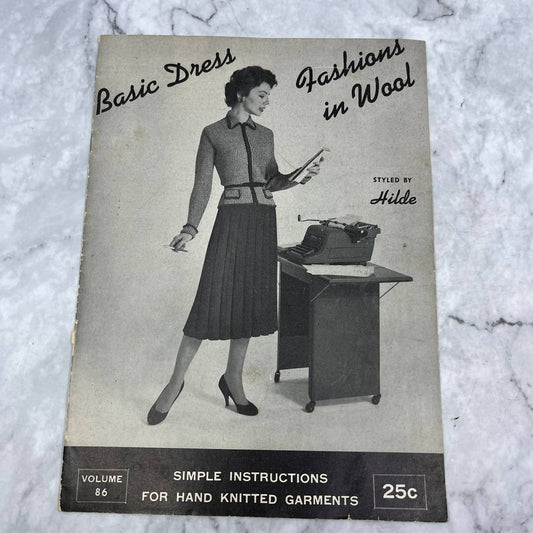 Basic Dress Fashions
in Wool
STYLED BY
Hilde
VOLUME
86
SIMPLE INSTRUCTIONS
FOR HAND KNITTED GARMENTS
25c